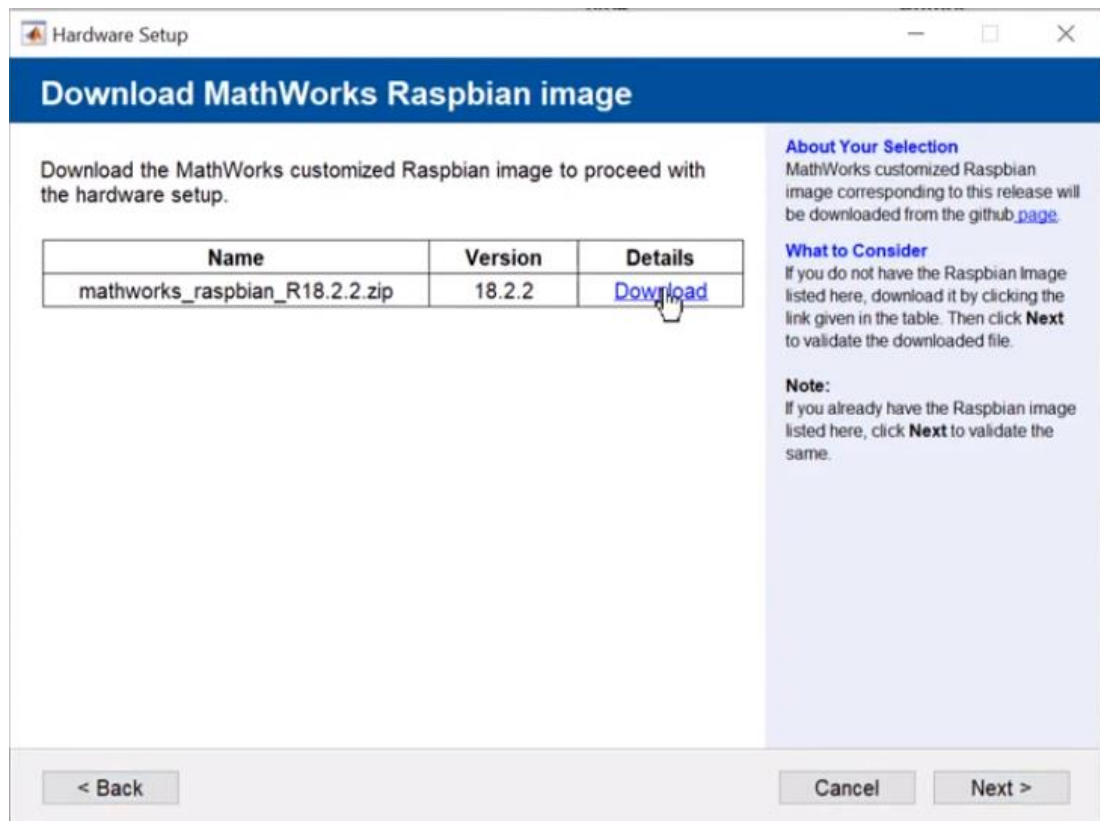 Hardware Setup
Download MathWorks Raspbian image
Download the MathWorks customized Raspbian image to proceed with
the hardware setup.
Name Version Details
mathworks_raspbian_R18.2.2.zip 18.2.2 Download
About Your Selection
MathWorks customized Raspbian
image corresponding to this release will
be downloaded from the github page.
What to Consider
If you do not have the Raspbian Image
listed here, download it by clicking the
link given in the table. Then click Next
to validate the downloaded file.
Note:
If you already have the Raspbian image
listed here, click Next to validate the
same.
< Back Cancel Next >